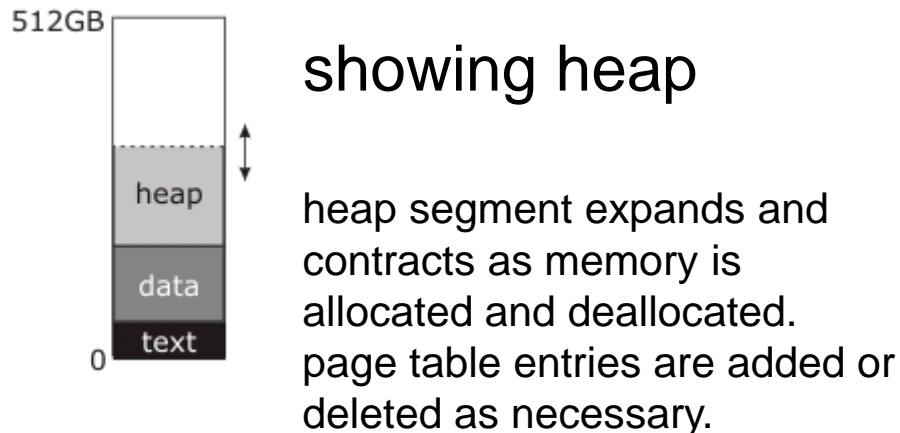 512GB
heap
data
text
0
showing heap
heap segment expands and
contracts as memory is
allocated and deallocated.
page table entries are added or
deleted as necessary.